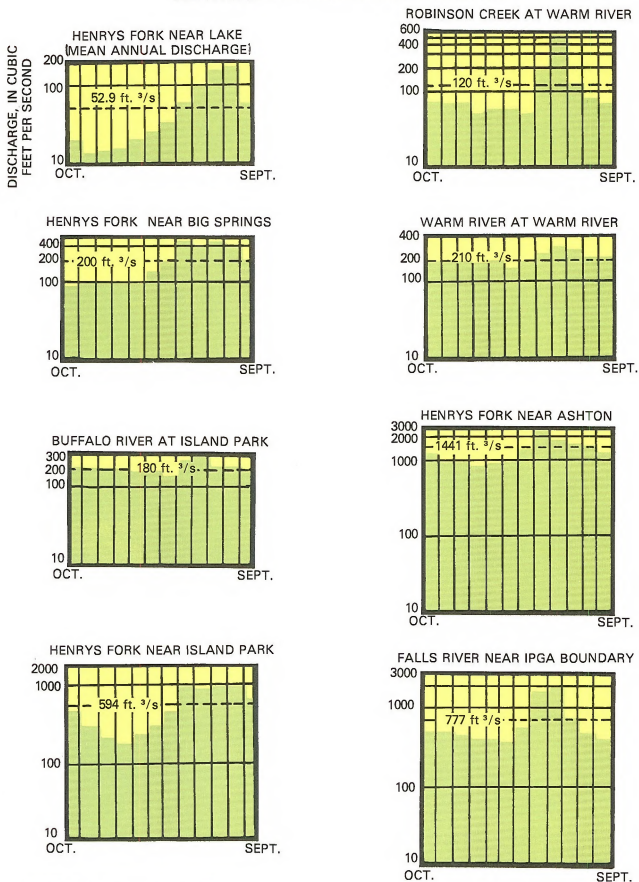 HENRYS FORK NEAR LAKE
(MEAN ANNUAL DISCHARGE)
DISCHARGE, IN CUBIC
FEET PER SECOND
200
100
10
52.9 ft. ³/s
OCT.
SEPT.
HENRYS FORK NEAR BIG SPRINGS
400
200
100
10
200 ft. ³/s
OCT.
SEPT.
BUFFALO RIVER AT ISLAND PARK
300
200
100
10
180 ft. ³/s
OCT.
SEPT.
HENRYS FORK NEAR ISLAND PARK
2000
1000
100
10
594 ft. ³/s
OCT.
SEPT.
ROBINSON CREEK AT WARM RIVER
600
400
200
100
10
120 ft. ³/s
OCT.
SEPT.
WARM RIVER AT WARM RIVER
400
200
100
10
210 ft. ³/s
OCT.
SEPT.
HENRYS FORK NEAR ASHTON
3000
2000
1000
100
10
1441 ft. ³/s
OCT.
SEPT.
FALLS RIVER NEAR IPGA BOUNDARY
3000
1000
100
10
777 ft ³/s
OCT.
SEPT.